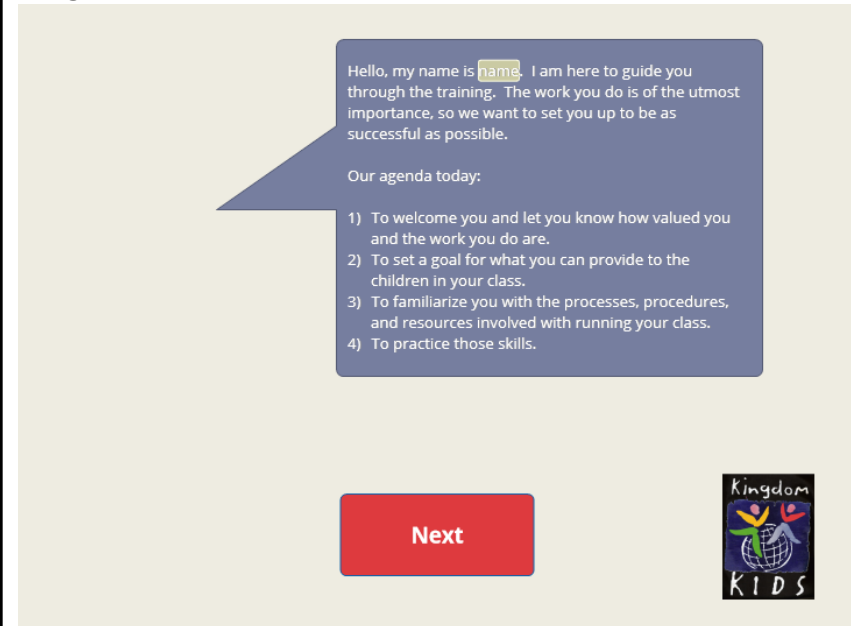 Hello, my name is name. I am here to guide you
through the training. The work you do is of the utmost
importance, so we want to set you up to be as
successful as possible.
Our agenda today:
1) To welcome you and let you know how valued you
and the work you do are.
2) To set a goal for what you can provide to the
children in your class.
3) To familiarize you with the processes, procedures,
and resources involved with running your class.
4) To practice those skills.
Next
Kingdom
KIDS